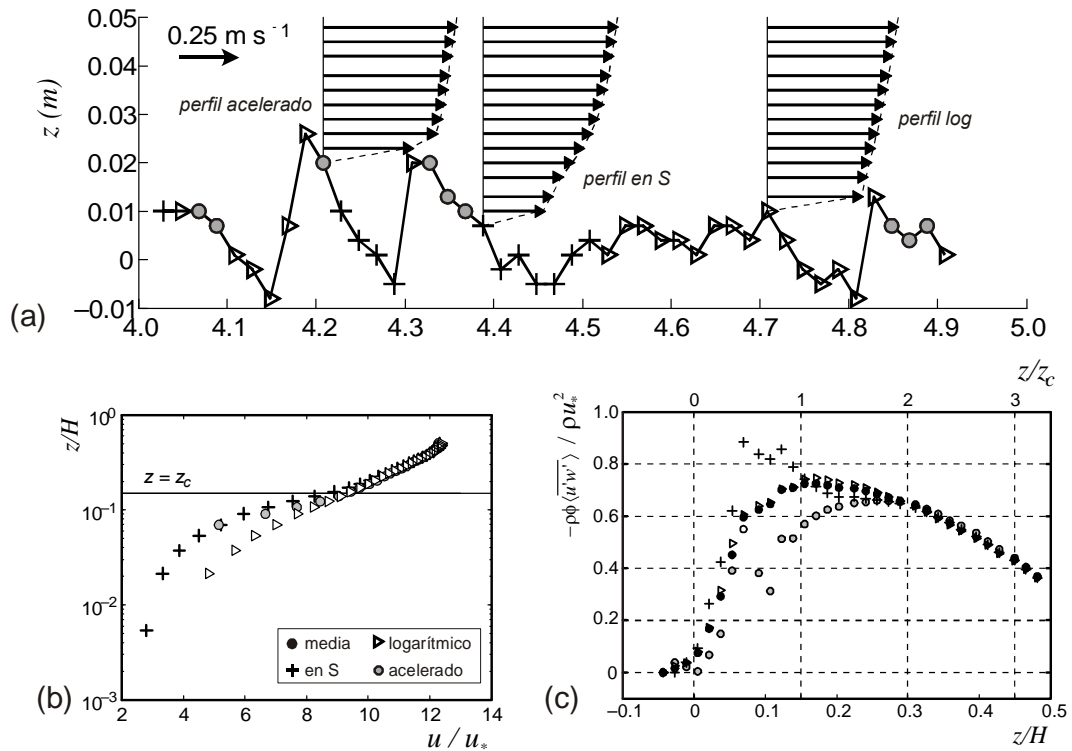 (a)
z (m)
0.05
0.04
0.03
0.02
0.01
0
−0.01
0.25 m s⁻¹
perfil acelerado
perfil en S
perfil log
4.0 4.1 4.2 4.3 4.4 4.5 4.6 4.7 4.8 4.9 5.0
(b)
z/H
10⁰
10⁻¹
10⁻²
10⁻³
z = z_c
media
logarítmico
en S
acelerado
2 4 6 8 10 12 14
u / u_*
(c)
z/z_c
0 1 2 3
−ρϕ⟨u'w'⟩ / ρu_*²
1.0
0.8
0.6
0.4
0.2
0
−0.1 0 0.1 0.2 0.3 0.4 0.5
z/H